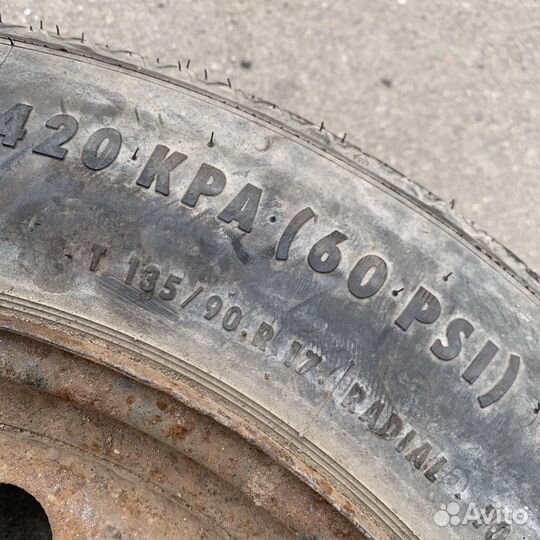 420 KPA (60 PSI)
T 135/90 R 17. RADIAL
Avito